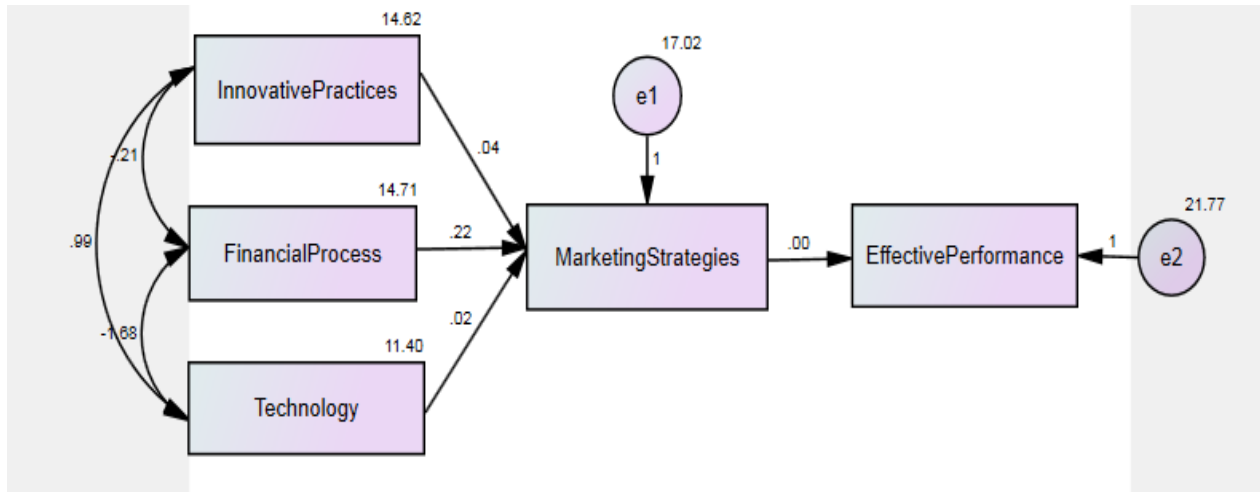 14.62
InnovativePractices
17.02
e1
-.21
.04
1
14.71
FinancialProcess
.22
.99
MarketingStrategies
.00
EffectivePerformance
1
21.77
e2
-1.68
.02
11.40
Technology